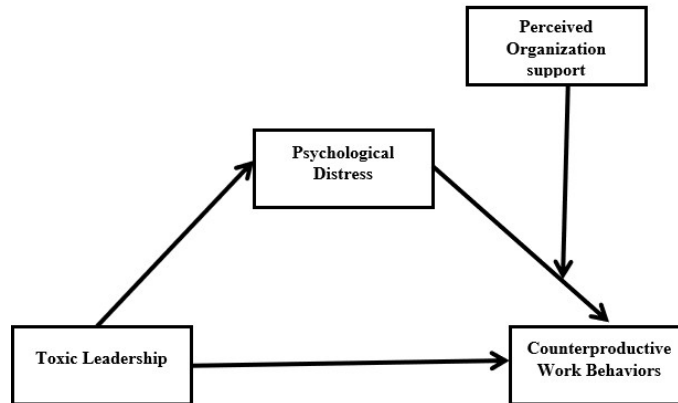 Perceived
Organization
support
Psychological
Distress
Toxic Leadership
Counterproductive
Work Behaviors